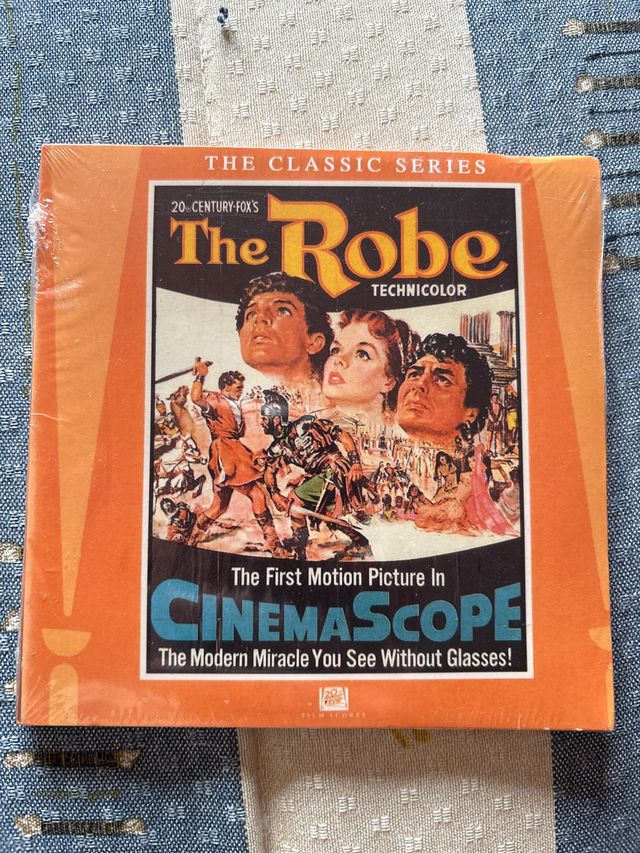 THE CLASSIC SERIES
20th CENTURY-FOX'S
The Robe
TECHNICOLOR
The First Motion Picture In
CINEMASCOPE
The Modern Miracle You See Without Glasses!
FILM SCORES